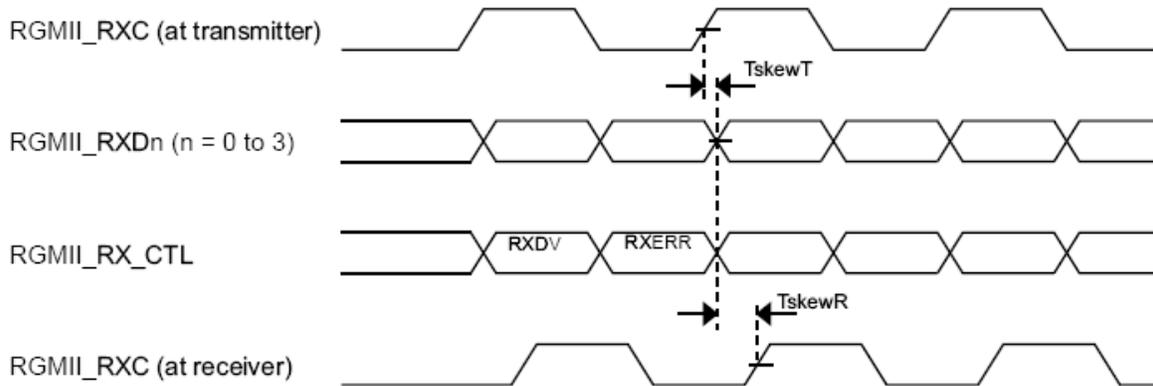 RGMII_RXC (at transmitter)
TskewT
RGMII_RXDn (n = 0 to 3)
RGMII_RX_CTL
RXDV
RXERR
TskewR
RGMII_RXC (at receiver)